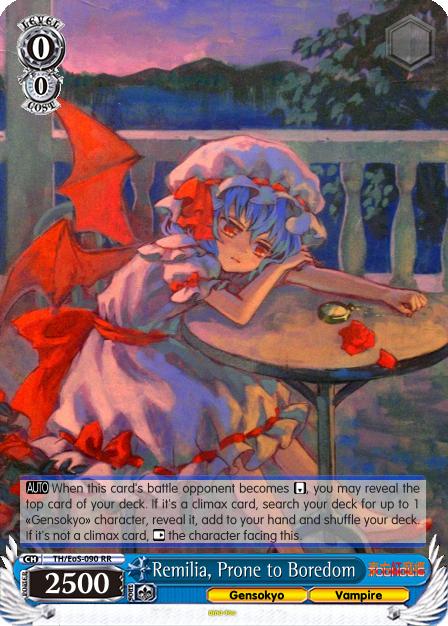 LEVEL
0
0
COST
AUTO When this card's battle opponent becomes , you may reveal the
top card of your deck. If it's a climax card, search your deck for up to 1
«Gensokyo» character, reveal it, add to your hand and shuffle your deck.
If it's not a climax card, the character facing this.
CH TH/EoS-090 RR
Remilia, Prone to Boredom
POWER
2500
SOUL
Gensokyo
Vampire